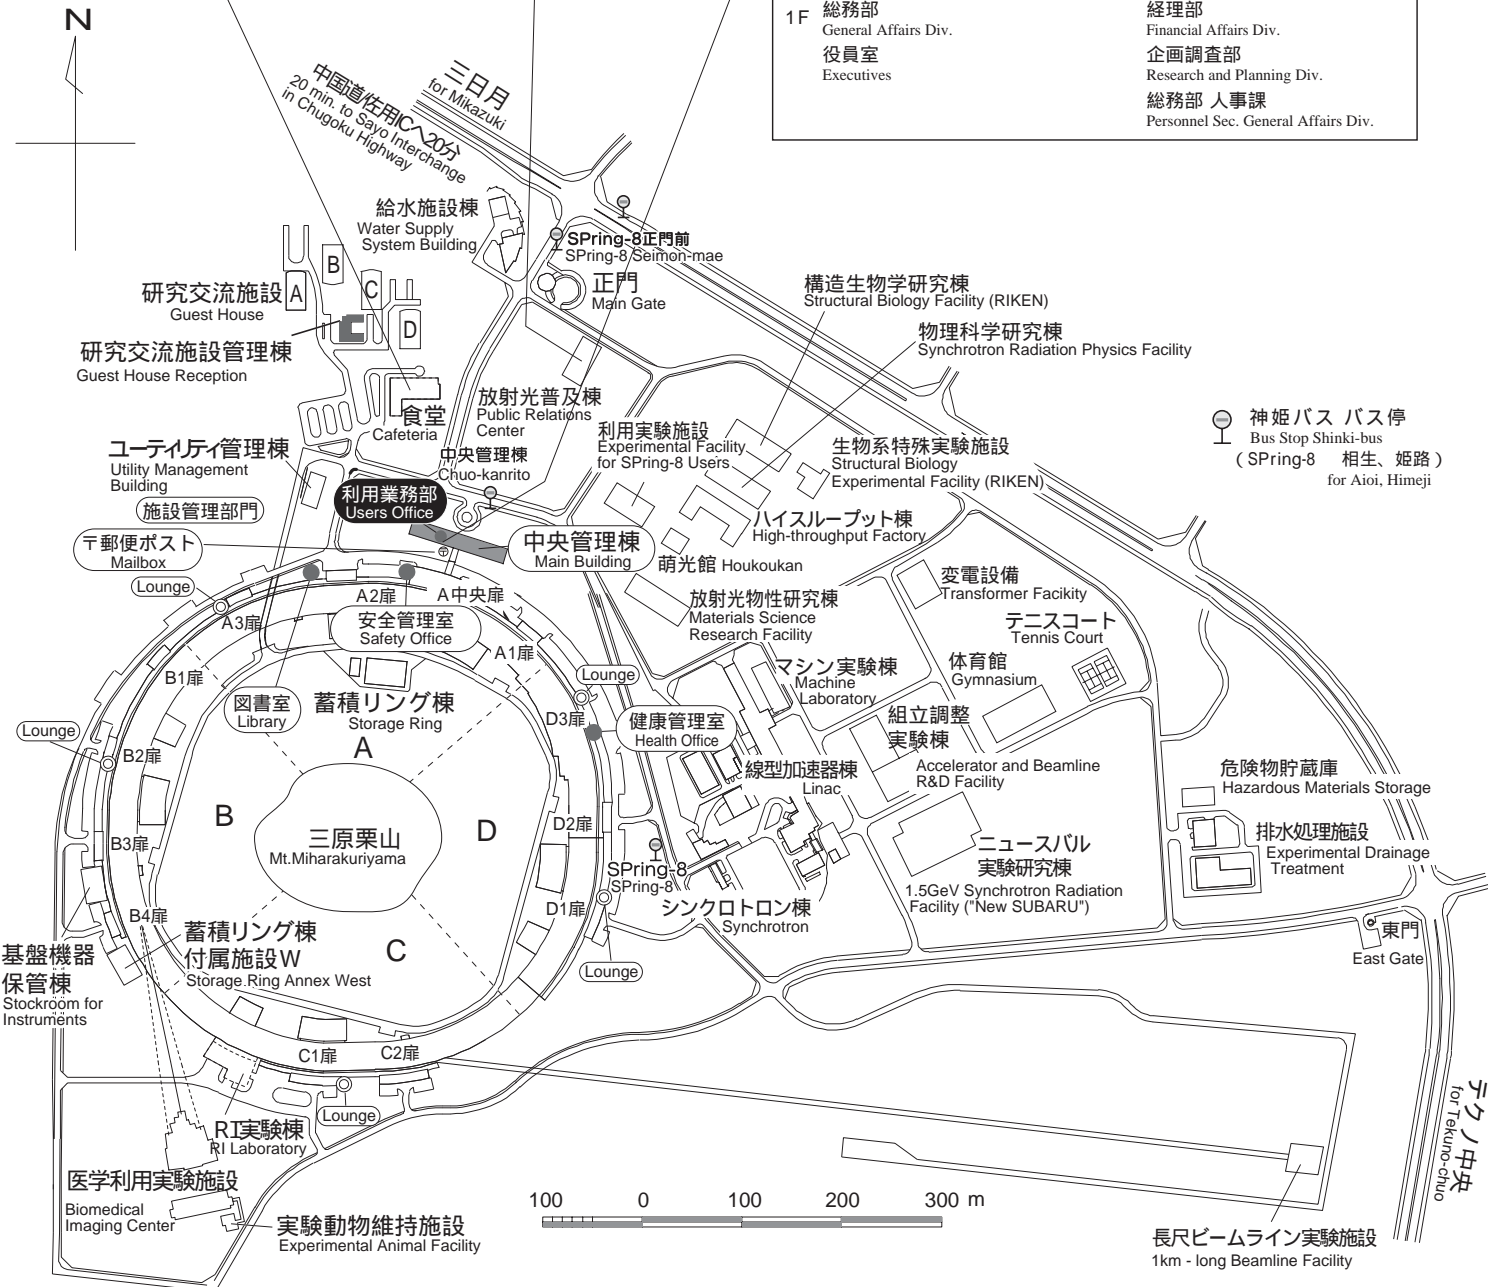 1F
総務部
General Affairs Div.
役員室
Executives
経理部
Financial Affairs Div.
企画調査部
Research and Planning Div.
総務部 人事課
Personnel Sec. General Affairs Div.
N
中国道/佐用ICへ20分
20 min. to Sayo Interchange
in Chugoku Highway
三日月
for Mikazuki
給水施設棟
Water Supply
System Building
SPring-8正門前
SPring-8 Seimon-mae
正門
Main Gate
B
A
C
D
研究交流施設
Guest House
研究交流施設管理棟
Guest House Reception
構造生物学研究棟
Structural Biology Facility (RIKEN)
物理科学研究棟
Synchrotron Radiation Physics Facility
食堂
Cafeteria
放射光普及棟
Public Relations
Center
利用実験施設
Experimental Facility
for SPring-8 Users
生物系特殊実験施設
Structural Biology
Experimental Facility (RIKEN)
神姫バス バス停
Bus Stop Shinki-bus
(SPring-8 相生、姫路)
for Aioi, Himeji
ユーティリティ管理棟
Utility Management
Building
施設管理部門
中央管理棟
Chuo-kanrito
利用業務部
Users Office
〒郵便ポスト
Mailbox
中央管理棟
Main Building
ハイスループット棟
High-throughput Factory
萌光館 Houkoukan
放射光物性研究棟
Materials Science
Research Facility
変電設備
Transformer Facikity
テニスコート
Tennis Court
体育館
Gymnasium
Lounge
A2扉
A中央扉
A3扉
安全管理室
Safety Office
A1扉
B1扉
図書室
Library
蓄積リング棟
Storage Ring
A
Lounge
D3扉
健康管理室
Health Office
マシン実験棟
Machine
Laboratory
組立調整
実験棟
Accelerator and Beamline
R&D Facility
線型加速器棟
Linac
危険物貯蔵庫
Hazardous Materials Storage
Lounge
B2扉
B
三原栗山
Mt.Miharakuriyama
D
D2扉
B3扉
SPring-8
SPring-8
ニュースバル
実験研究棟
1.5GeV Synchrotron Radiation
Facility ("New SUBARU")
排水処理施設
Experimental Drainage
Treatment
D1扉
シンクロトロン棟
Synchrotron
B4扉
蓄積リング棟
付属施設W
Storage.Ring Annex West
C
東門
East Gate
基盤機器
保管棟
Stockroom for
Instruments
Lounge
C1扉
C2扉
Lounge
RI実験棟
RI Laboratory
医学利用実験施設
Biomedical
Imaging Center
実験動物維持施設
Experimental Animal Facility
100 0 100 200 300 m
テクノ中央
for Tekuno-chuo
長尺ビームライン実験施設
1km - long Beamline Facility